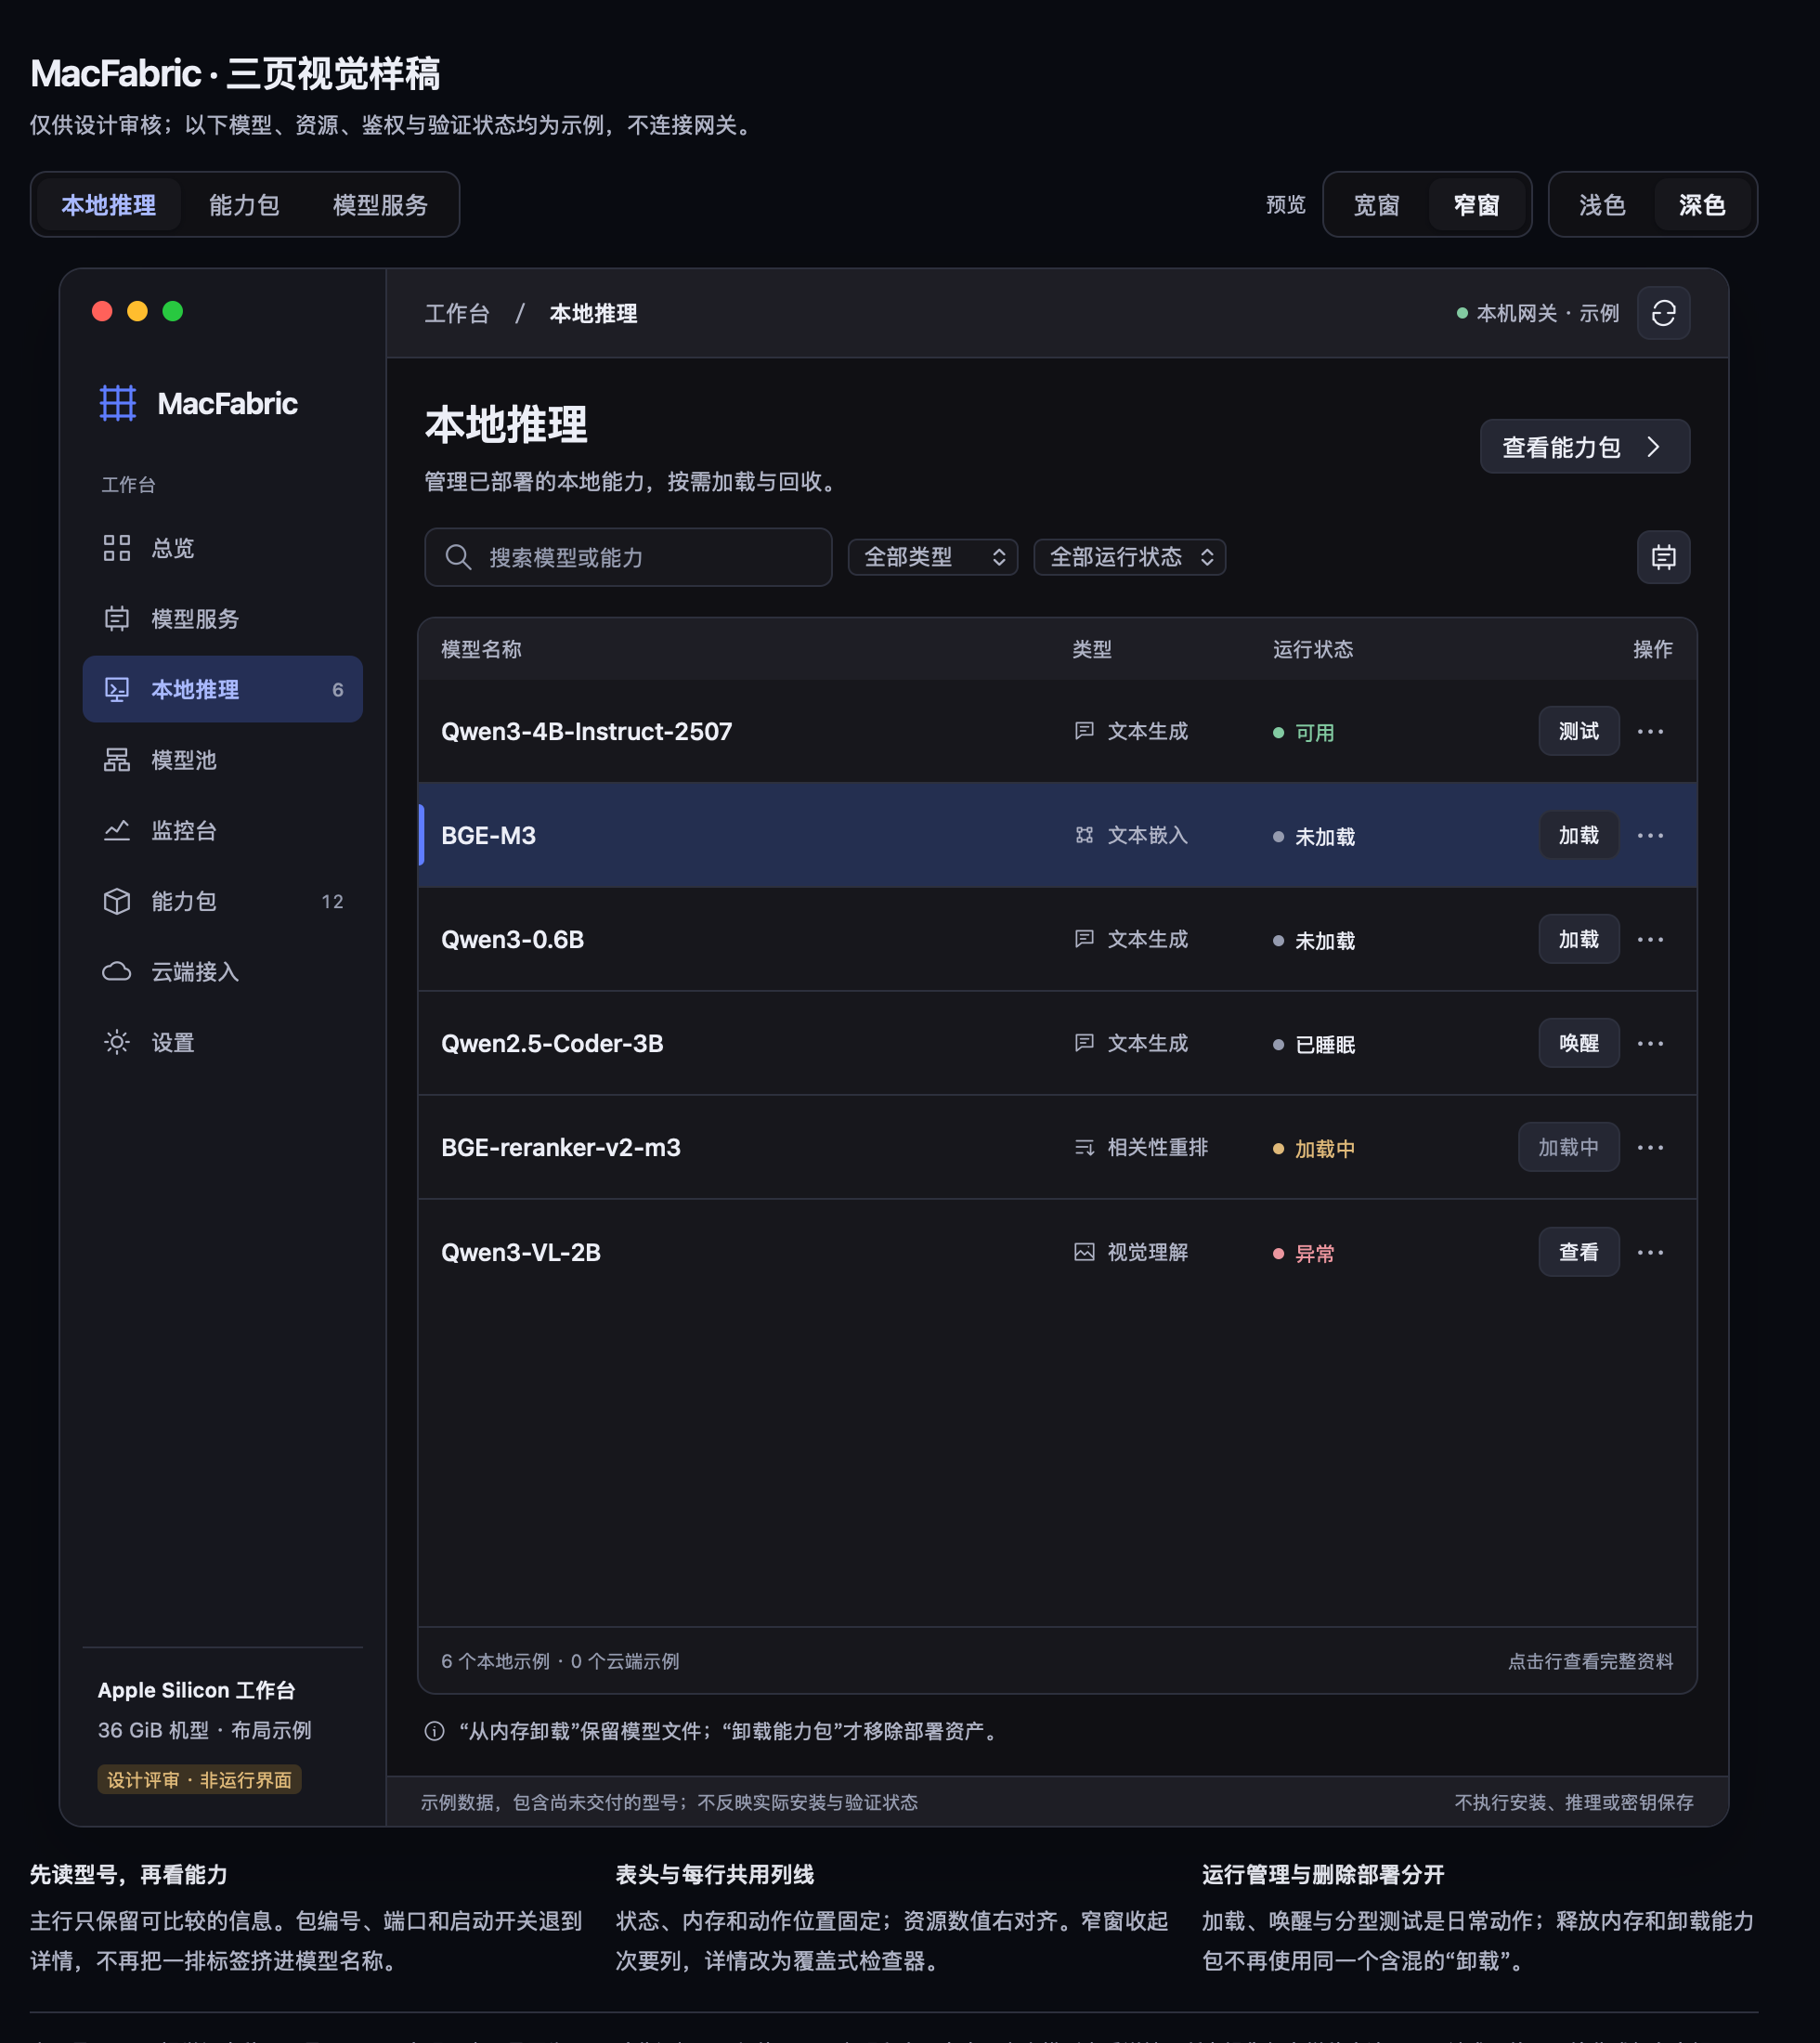 MacFabric · 三页视觉样稿
仅供设计审核；以下模型、资源、鉴权与验证状态均为示例，不连接网关。
本地推理 能力包 模型服务
预览 宽窗 窄窗 浅色 深色
工作台 / 本地推理
本机网关 · 示例
MacFabric
工作台
总览
模型服务
本地推理 6
模型池
监控台
能力包 12
云端接入
设置
Apple Silicon 工作台
36 GiB 机型 · 布局示例
设计评审 · 非运行界面
本地推理
管理已部署的本地能力，按需加载与回收。
查看能力包
搜索模型或能力 全部类型 全部运行状态
模型名称 类型 运行状态 操作
Qwen3-4B-Instruct-2507 文本生成 可用 测试 ···
BGE-M3 文本嵌入 未加载 加载 ···
Qwen3-0.6B 文本生成 未加载 加载 ···
Qwen2.5-Coder-3B 文本生成 已睡眠 唤醒 ···
BGE-reranker-v2-m3 相关性重排 加载中 加载中 ···
Qwen3-VL-2B 视觉理解 异常 查看 ···
6 个本地示例 · 0 个云端示例 点击行查看完整资料
“从内存卸载”保留模型文件；“卸载能力包”才移除部署资产。
示例数据，包含尚未交付的型号；不反映实际安装与验证状态 不执行安装、推理或密钥保存
先读型号，再看能力
主行只保留可比较的信息。包编号、端口和启动开关退到
详情，不再把一排标签挤进模型名称。
表头与每行共用列线
状态、内存和动作位置固定；资源数值右对齐。窄窗收起
次要列，详情改为覆盖式检查器。
运行管理与删除部署分开
加载、唤醒与分型测试是日常动作；释放内存和卸载能力
包不再使用同一个含混的“卸载”。